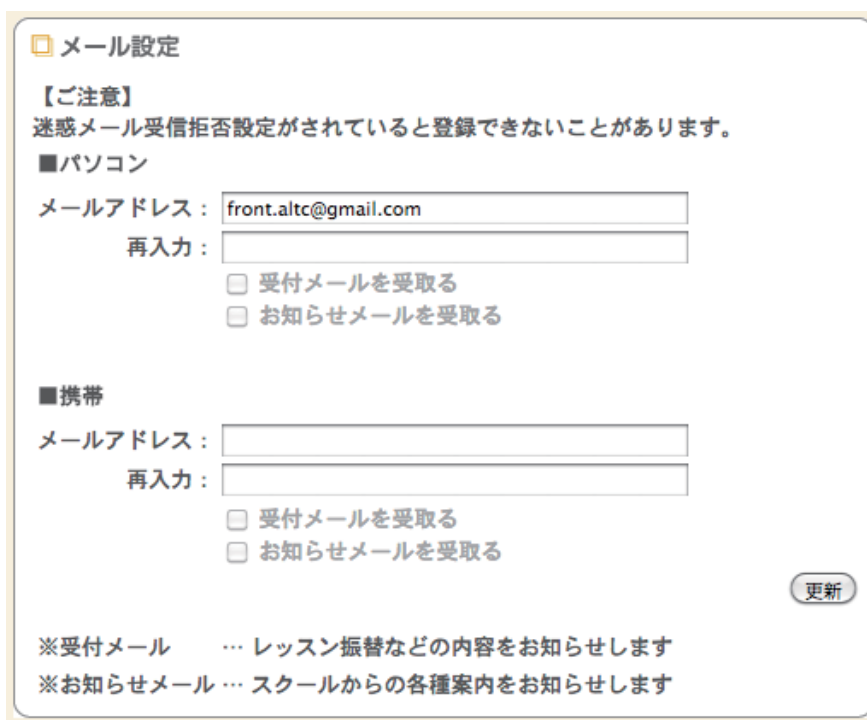 メール設定
【ご注意】
迷惑メール受信拒否設定がされていると登録できないことがあります。
■パソコン
メールアドレス： front.altc@gmail.com
再入力：
受付メールを受取る
お知らせメールを受取る
■携帯
メールアドレス：
再入力：
受付メールを受取る
お知らせメールを受取る
更新
※受付メール … レッスン振替などの内容をお知らせします
※お知らせメール … スクールからの各種案内をお知らせします